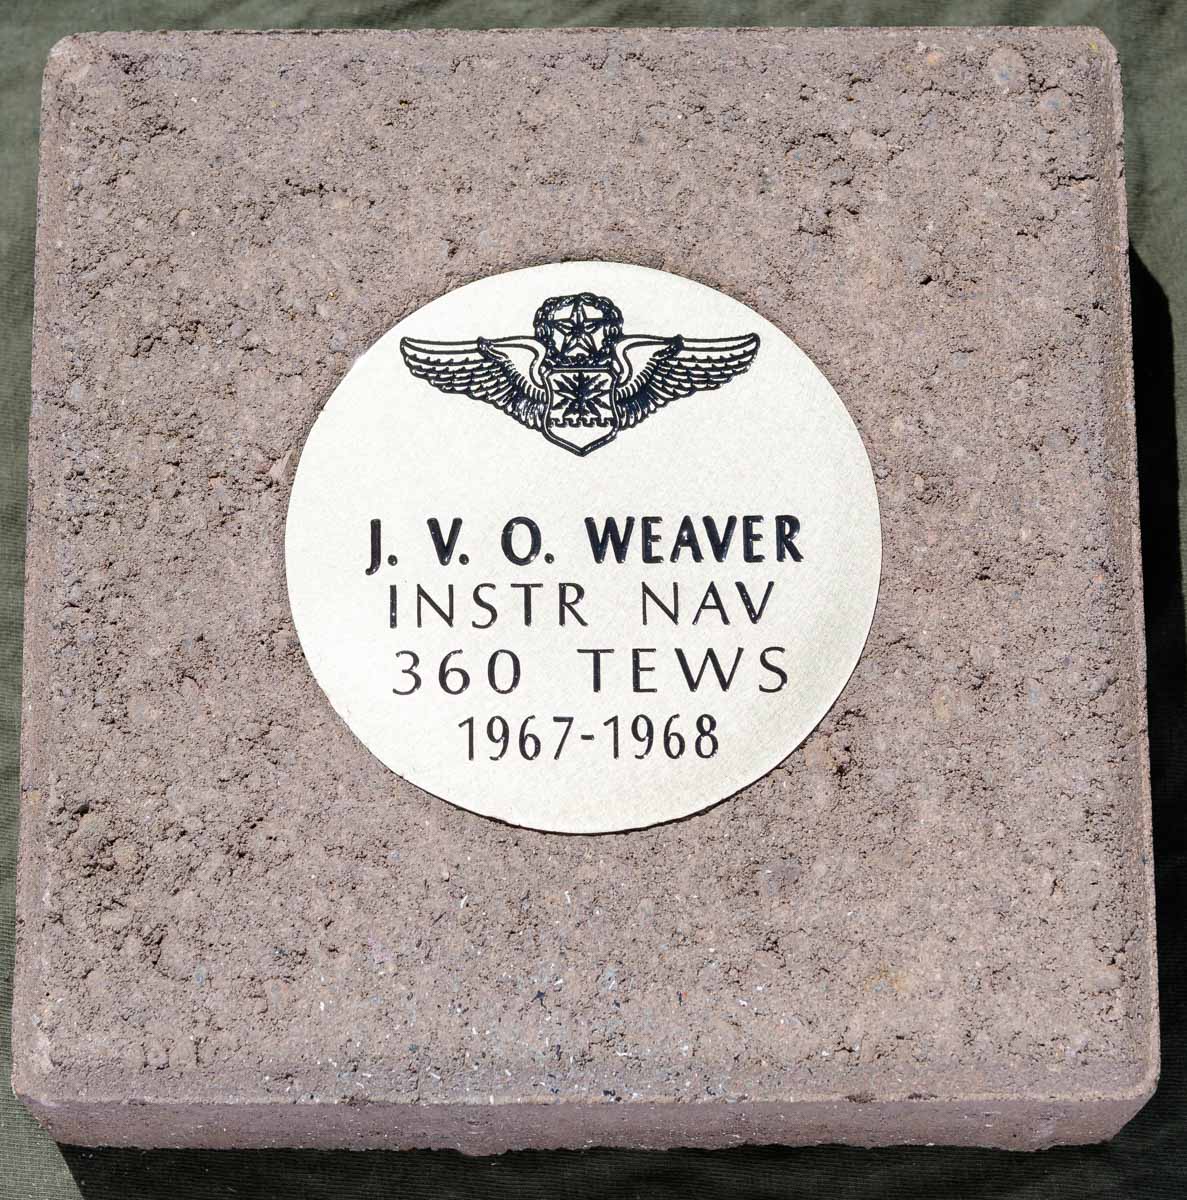 J. V. O. WEAVER
INSTR NAV
360 TEWS
1967-1968